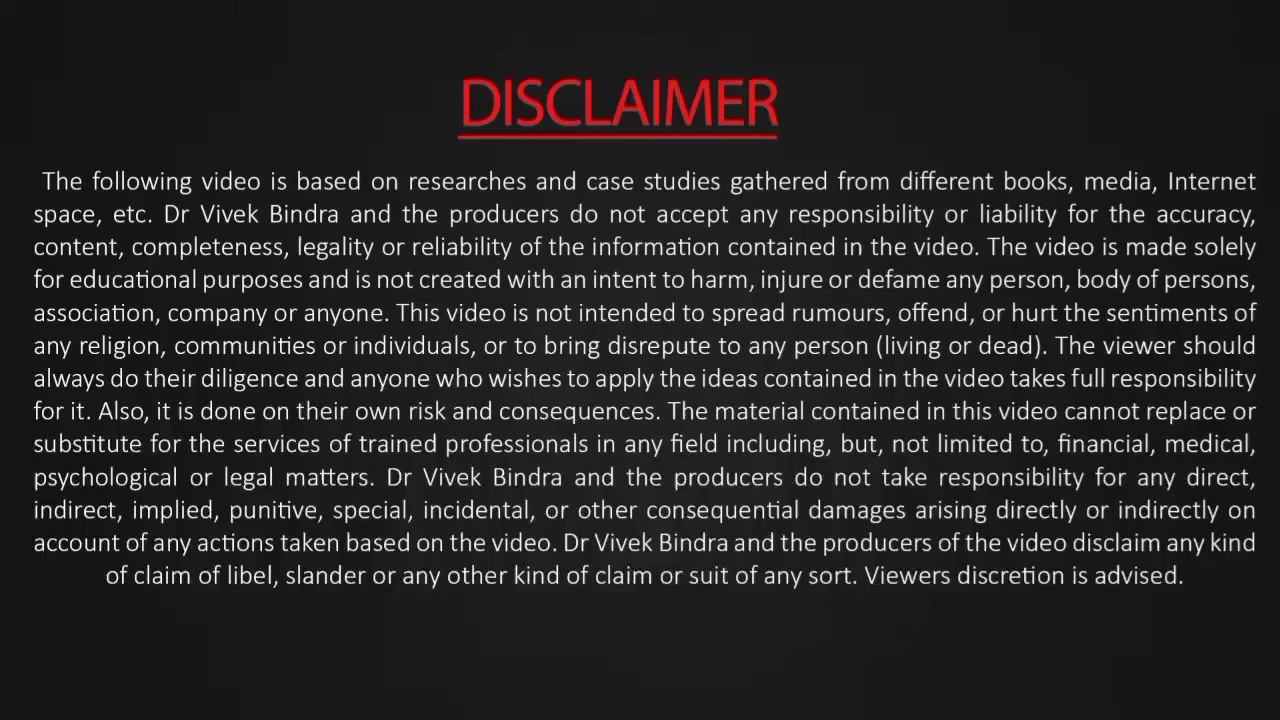 DISCLAIMER
The following video is based on researches and case studies gathered from different books, media, Internet
space, etc. Dr Vivek Bindra and the producers do not accept any responsibility or liability for the accuracy,
content, completeness, legality or reliability of the information contained in the video. The video is made solely
for educational purposes and is not created with an intent to harm, injure or defame any person, body of persons,
association, company or anyone. This video is not intended to spread rumours, offend, or hurt the sentiments of
any religion, communities or individuals, or to bring disrepute to any person (living or dead). The viewer should
always do their diligence and anyone who wishes to apply the ideas contained in the video takes full responsibility
for it. Also, it is done on their own risk and consequences. The material contained in this video cannot replace or
substitute for the services of trained professionals in any field including, but, not limited to, financial, medical,
psychological or legal matters. Dr Vivek Bindra and the producers do not take responsibility for any direct,
indirect, implied, punitive, special, incidental, or other consequential damages arising directly or indirectly on
account of any actions taken based on the video. Dr Vivek Bindra and the producers of the video disclaim any kind
of claim of libel, slander or any other kind of claim or suit of any sort. Viewers discretion is advised.